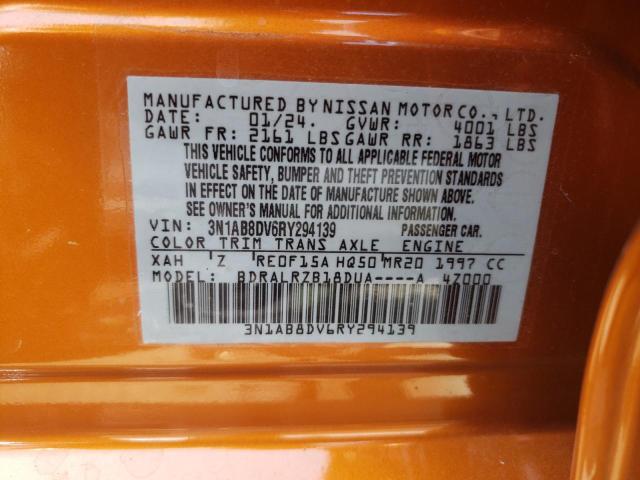 MANUFACTURED BY NISSAN MOTOR CO., LTD.
DATE: 01/24. GVWR: 4001 LBS
GAWR FR: 2161 LBS GAWR RR: 1863 LBS
THIS VEHICLE CONFORMS TO ALL APPLICABLE FEDERAL MOTOR
VEHICLE SAFETY, BUMPER AND THEFT PREVENTION STANDARDS
IN EFFECT ON THE DATE OF MANUFACTURE SHOWN ABOVE.
SEE OWNER'S MANUAL FOR ADDITIONAL INFORMATION.
VIN: 3N1AB8DV6RY294139 PASSENGER CAR.
COLOR TRIM TRANS AXLE ENGINE
XAH Z RE0F15A HQ50 MR20 1997 CC
MODEL: BDRALRZB18DUA----A 4Z000
3N1AB8DV6RY294139